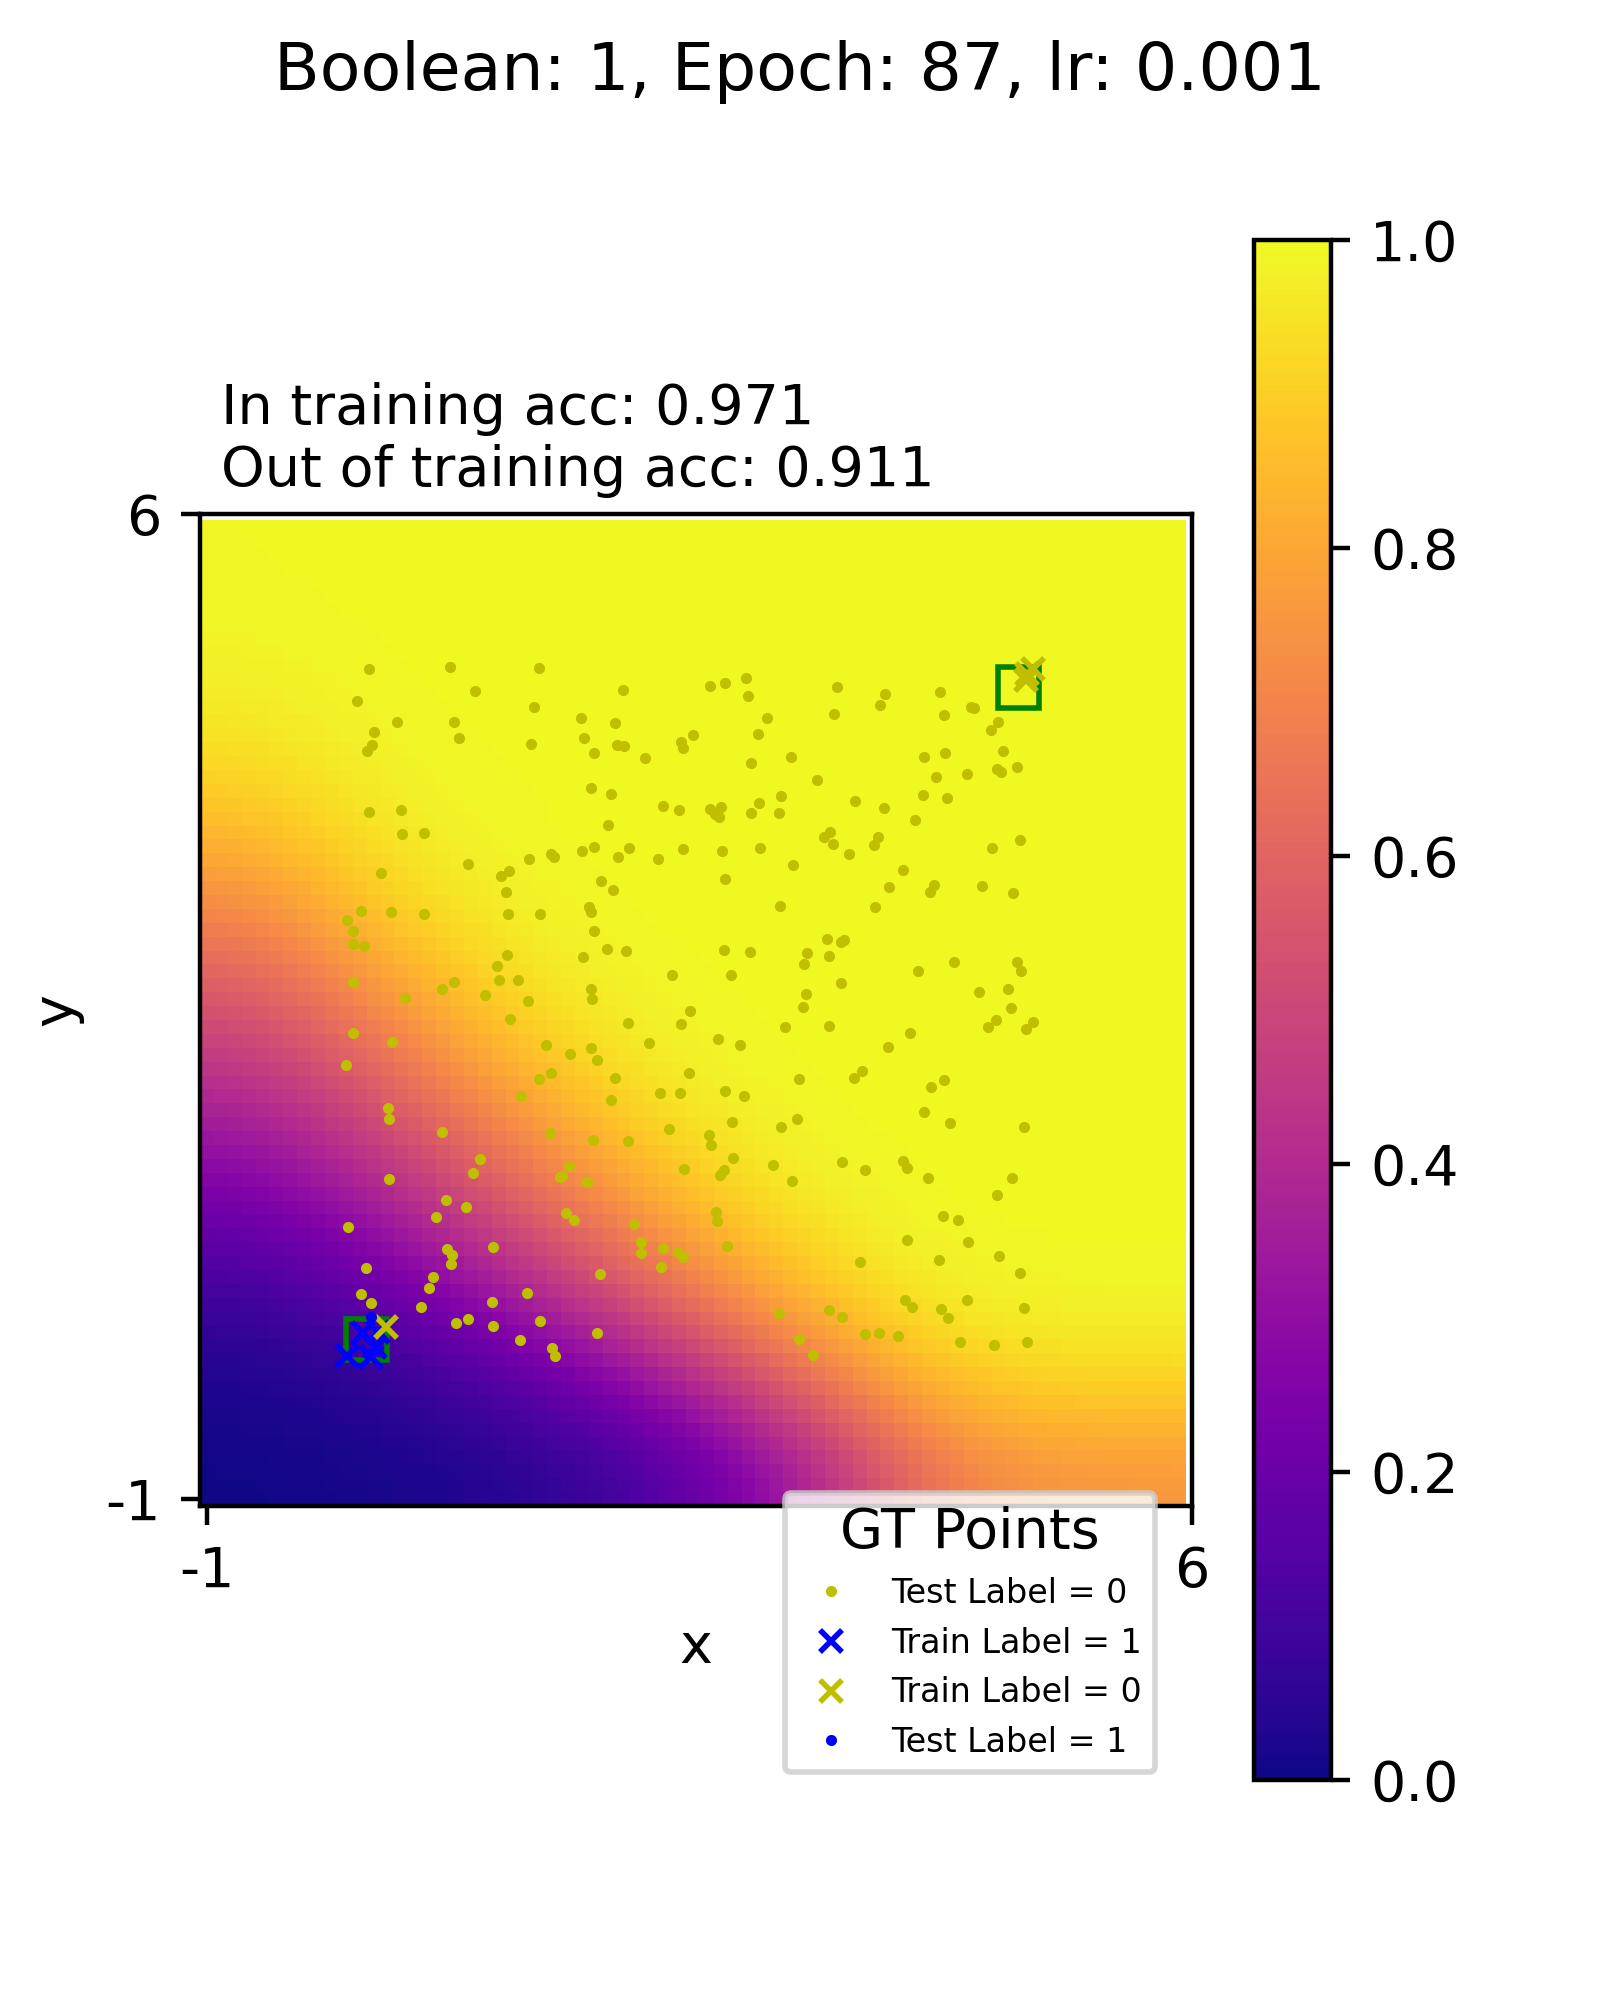 Boolean: 1, Epoch: 87, lr: 0.001
In training acc: 0.971
Out of training acc: 0.911
6
y
-1
-1
6
x
GT Points
Test Label = 0
Train Label = 1
Train Label = 0
Test Label = 1
1.0
0.8
0.6
0.4
0.2
0.0